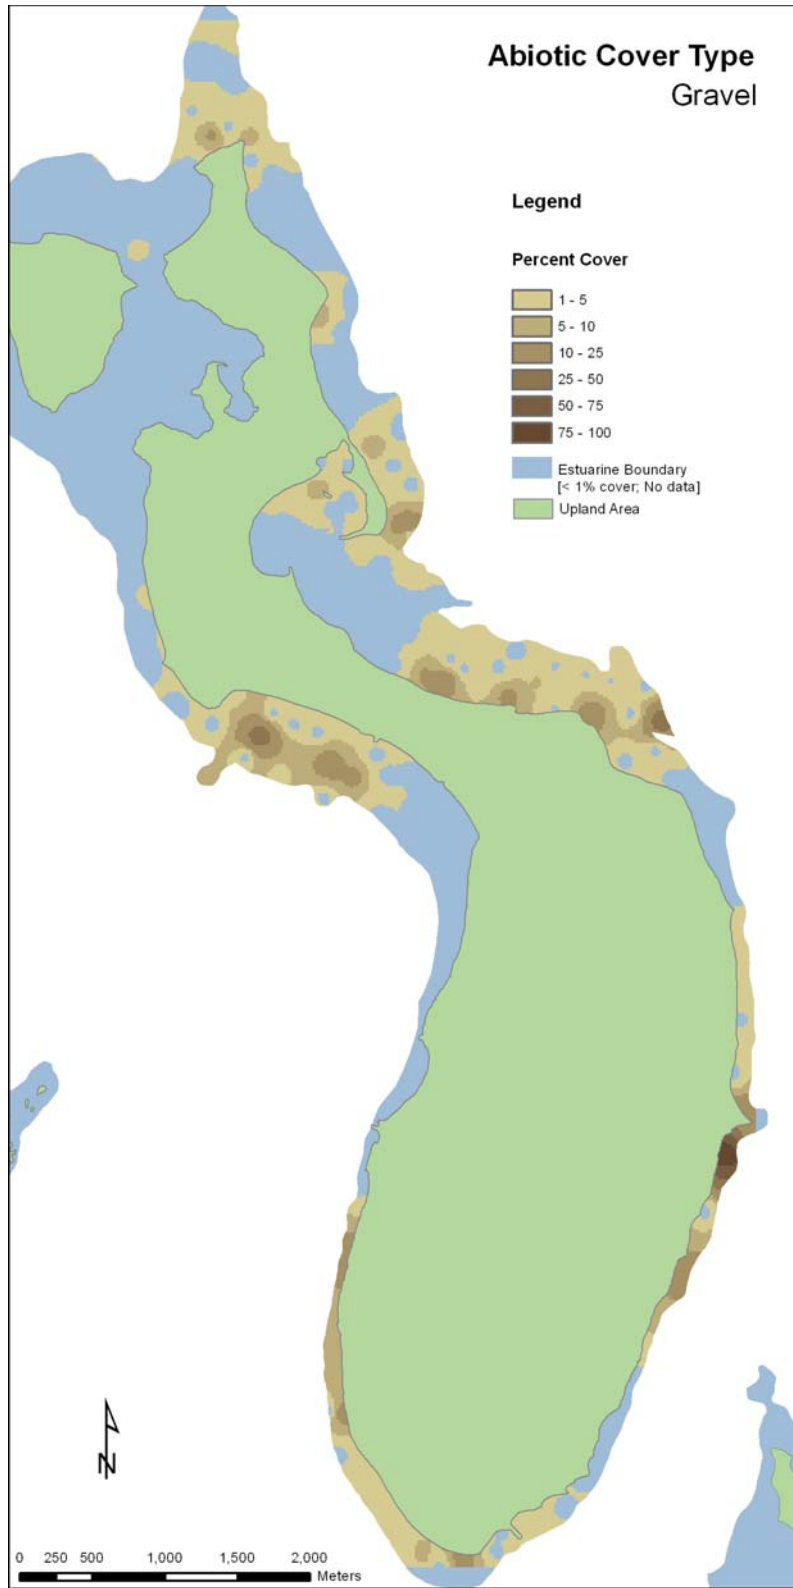 Abiotic Cover Type
Gravel
Legend
Percent Cover
1 - 5
5 - 10
10 - 25
25 - 50
50 - 75
75 - 100
Estuarine Boundary
[< 1% cover; No data]
Upland Area
N
0 250 500 1,000 1,500 2,000
Meters